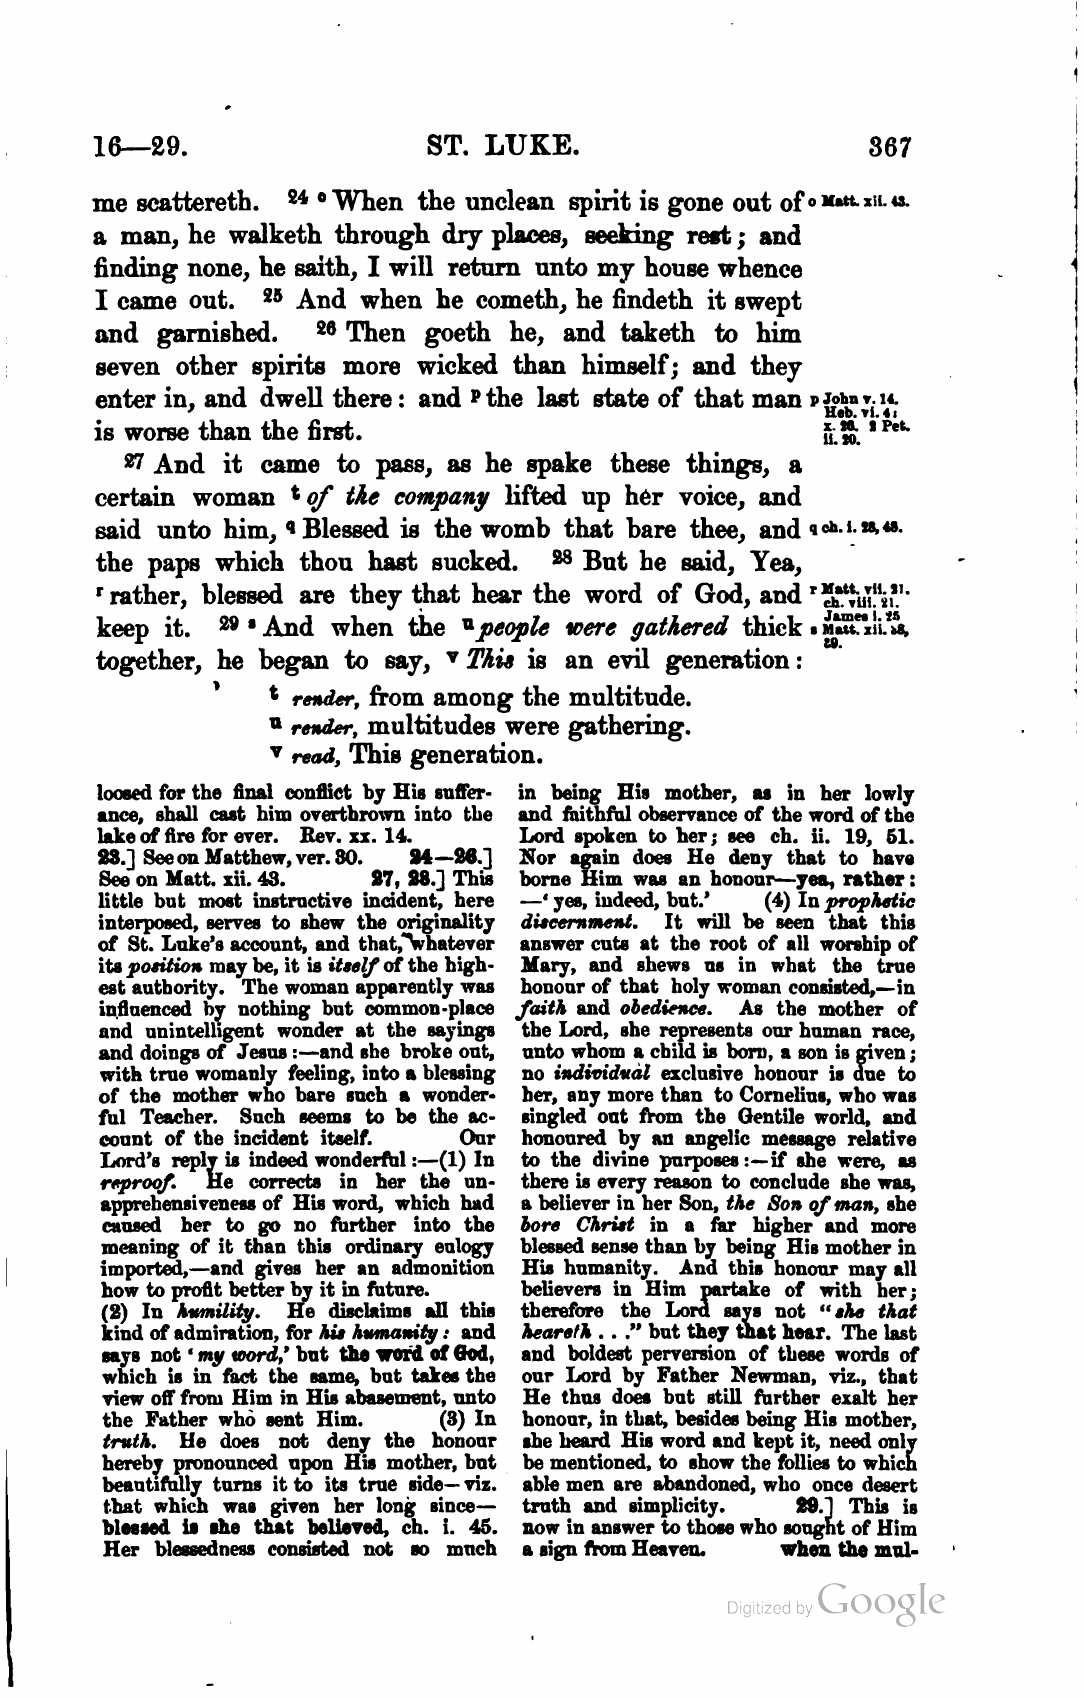 16—29. ST. LUKE. 367
me scattereth. 24 o When the unclean spirit is gone out of o Matt. xii. 43.
a man, he walketh through dry places, seeking rest; and
finding none, he saith, I will return unto my house whence
I came out. 25 And when he cometh, he findeth it swept
and garnished. 26 Then goeth he, and taketh to him
seven other spirits more wicked than himself; and they
enter in, and dwell there: and p the last state of that man p John v. 14.
Heb. vi. 4:
is worse than the first. x. 26. 2 Pet.
ii. 20.
27 And it came to pass, as he spake these things, a
certain woman t of the company lifted up her voice, and
said unto him, q Blessed is the womb that bare thee, and q ch. i. 28, 48.
the paps which thou hast sucked. 28 But he said, Yea,
r rather, blessed are they that hear the word of God, and r Matt. vii. 21.
ch. viii. 21.
James i. 25
keep it. 29 s And when the u people were gathered thick s Matt. xii. 38,
39.
together, he began to say, v This is an evil generation:
t render, from among the multitude.
u render, multitudes were gathering.
v read, This generation.
loosed for the final conflict by His suffer-
ance, shall cast him overthrown into the
lake of fire for ever. Rev. xx. 14.
23.] See on Matthew, ver. 30. 24—26.]
See on Matt. xii. 43. 27, 28.] This
little but most instructive incident, here
interposed, serves to shew the originality
of St. Luke's account, and that, whatever
its position may be, it is itself of the high-
est authority. The woman apparently was
influenced by nothing but common-place
and unintelligent wonder at the sayings
and doings of Jesus:—and she broke out,
with true womanly feeling, into a blessing
of the mother who bare such a wonder-
ful Teacher. Such seems to be the ac-
count of the incident itself. Our
Lord's reply is indeed wonderful:—(1) In
reproof. He corrects in her the un-
apprehensiveness of His word, which had
caused her to go no further into the
meaning of it than this ordinary eulogy
imported,—and gives her an admonition
how to profit better by it in future.
(2) In humility. He disclaims all this
kind of admiration, for his humanity: and
says not 'my word,' but the word of God,
which is in fact the same, but takes the
view off from Him in His abasement, unto
the Father who sent Him. (3) In
truth. He does not deny the honour
hereby pronounced upon His mother, but
beautifully turns it to its true side—viz.
that which was given her long since—
blessed is she that believed, ch. i. 45.
Her blessedness consisted not so much
in being His mother, as in her lowly
and faithful observance of the word of the
Lord spoken to her; see ch. ii. 19, 51.
Nor again does He deny that to have
borne Him was an honour—yea, rather:
—'yes, indeed, but.' (4) In prophetic
discernment. It will be seen that this
answer cuts at the root of all worship of
Mary, and shews us in what the true
honour of that holy woman consisted,—in
faith and obedience. As the mother of
the Lord, she represents our human race,
unto whom a child is born, a son is given;
no individual exclusive honour is due to
her, any more than to Cornelius, who was
singled out from the Gentile world, and
honoured by an angelic message relative
to the divine purposes:—if she were, as
there is every reason to conclude she was,
a believer in her Son, the Son of man, she
bore Christ in a far higher and more
blessed sense than by being His mother in
His humanity. And this honour may all
believers in Him partake of with her;
therefore the Lord says not "she that
heareth . . ." but they that hear. The last
and boldest perversion of these words of
our Lord by Father Newman, viz., that
He thus does but still further exalt her
honour, in that, besides being His mother,
she heard His word and kept it, need only
be mentioned, to show the follies to which
able men are abandoned, who once desert
truth and simplicity. 29.] This is
now in answer to those who sought of Him
a sign from Heaven. when the mul-
Digitized by Google